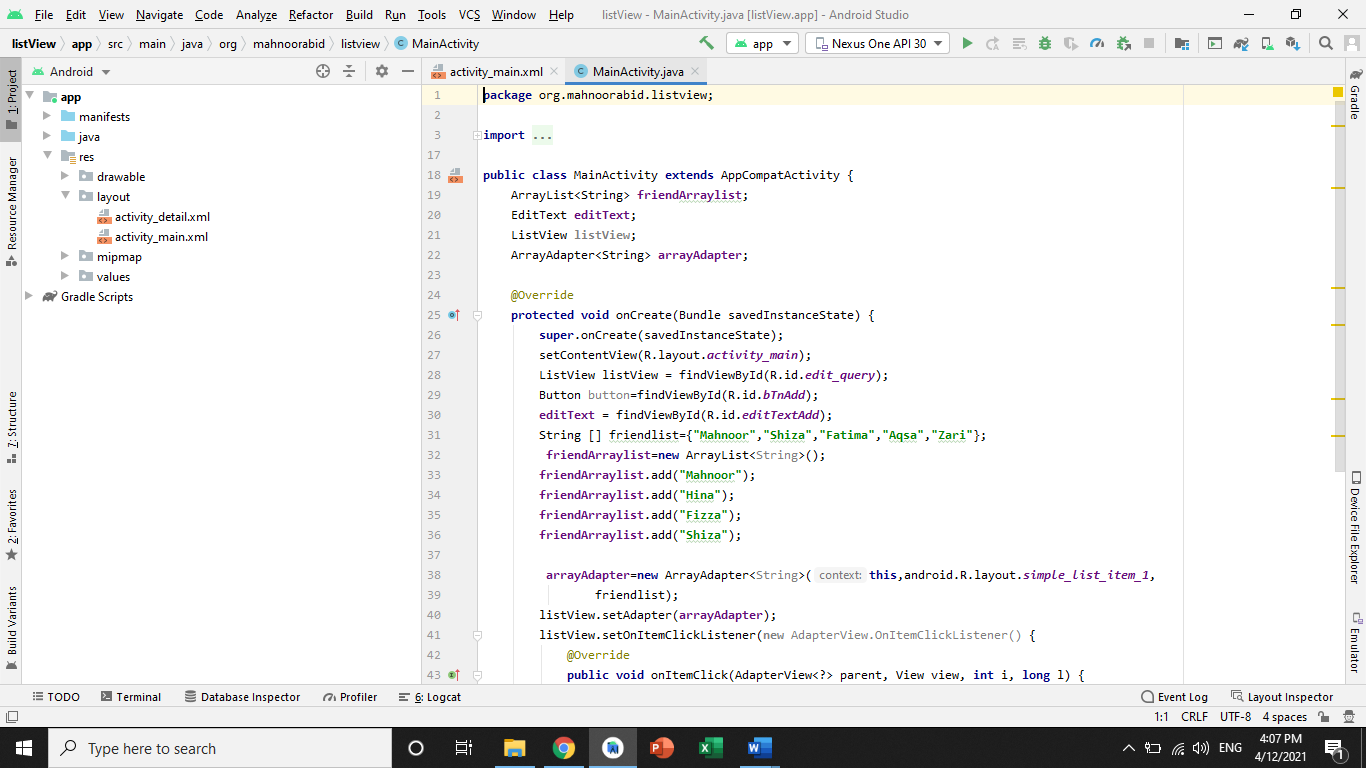 File Edit View Navigate Code Analyze Refactor Build Run Tools VCS Window Help listView - MainActivity.java [listView.app] - Android Studio
listView app src main java org mahnoorabid listview MainActivity app Nexus One API 30
1: Project
Resource Manager
7: Structure
2: Favorites
Build Variants
Android
app
manifests
java
res
drawable
layout
activity_detail.xml
activity_main.xml
mipmap
values
Gradle Scripts
activity_main.xml MainActivity.java
1 package org.mahnoorabid.listview;
2
3 import ...
17
18 public class MainActivity extends AppCompatActivity {
19 ArrayList<String> friendArraylist;
20 EditText editText;
21 ListView listView;
22 ArrayAdapter<String> arrayAdapter;
23
24 @Override
25 protected void onCreate(Bundle savedInstanceState) {
26 super.onCreate(savedInstanceState);
27 setContentView(R.layout.activity_main);
28 ListView listView = findViewById(R.id.edit_query);
29 Button button=findViewById(R.id.bTnAdd);
30 editText = findViewById(R.id.editTextAdd);
31 String [] friendlist={"Mahnoor","Shiza","Fatima","Aqsa","Zari"};
32 friendArraylist=new ArrayList<String>();
33 friendArraylist.add("Mahnoor");
34 friendArraylist.add("Hina");
35 friendArraylist.add("Fizza");
36 friendArraylist.add("Shiza");
37
38 arrayAdapter=new ArrayAdapter<String>( context: this,android.R.layout.simple_list_item_1,
39 friendlist);
40 listView.setAdapter(arrayAdapter);
41 listView.setOnItemClickListener(new AdapterView.OnItemClickListener() {
42 @Override
43 public void onItemClick(AdapterView<?> parent, View view, int i, long l) {
Gradle
Device File Explorer
Emulator
TODO Terminal Database Inspector Profiler 6: Logcat Event Log Layout Inspector
1:1 CRLF UTF-8 4 spaces
Type here to search ENG 4:07 PM
4/12/2021 1